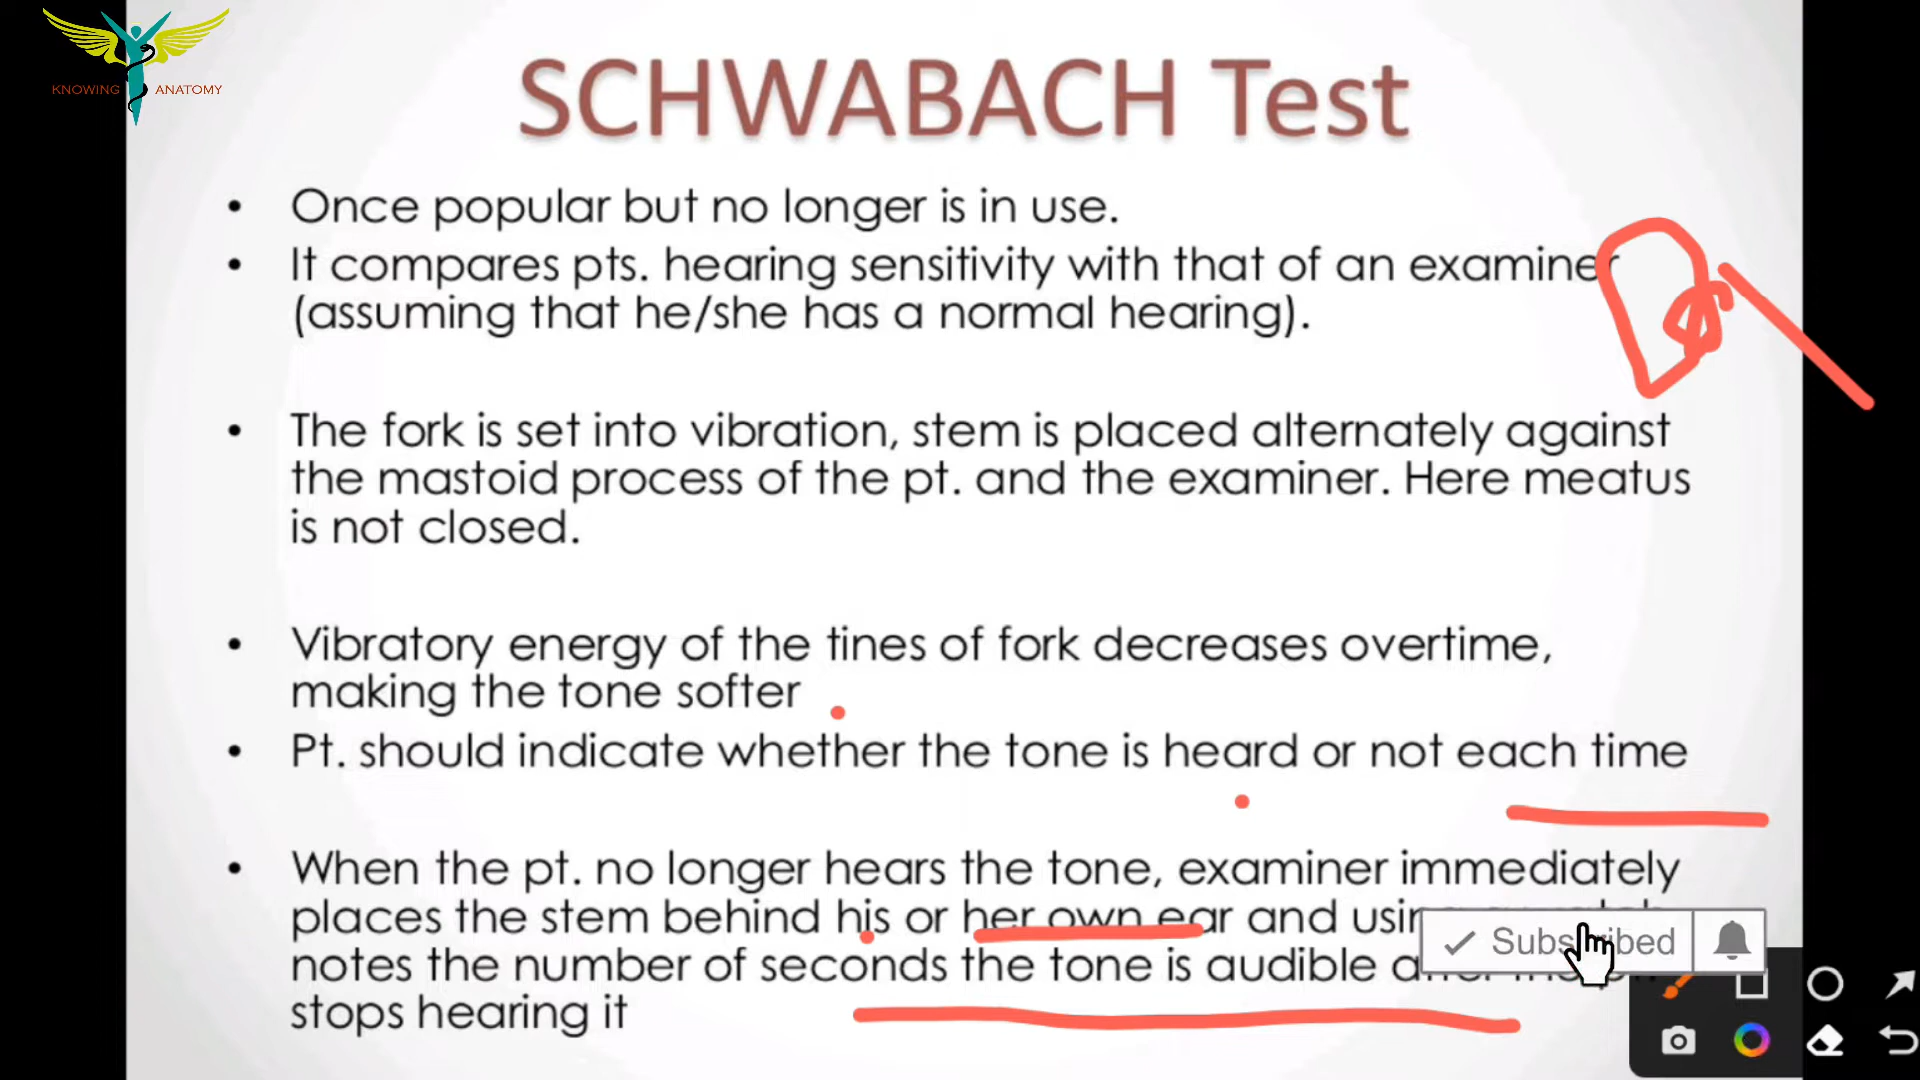 KNOWING ANATOMY
SCHWABACH Test
• Once popular but no longer is in use.
• It compares pts. hearing sensitivity with that of an examiner
(assuming that he/she has a normal hearing).
• The fork is set into vibration, stem is placed alternately against
the mastoid process of the pt. and the examiner. Here meatus
is not closed.
• Vibratory energy of the tines of fork decreases overtime,
making the tone softer
• Pt. should indicate whether the tone is heard or not each time
• When the pt. no longer hears the tone, examiner immediately
places the stem behind his or her own ear and
notes the number of seconds the tone is audible
stops hearing it
Subscribed